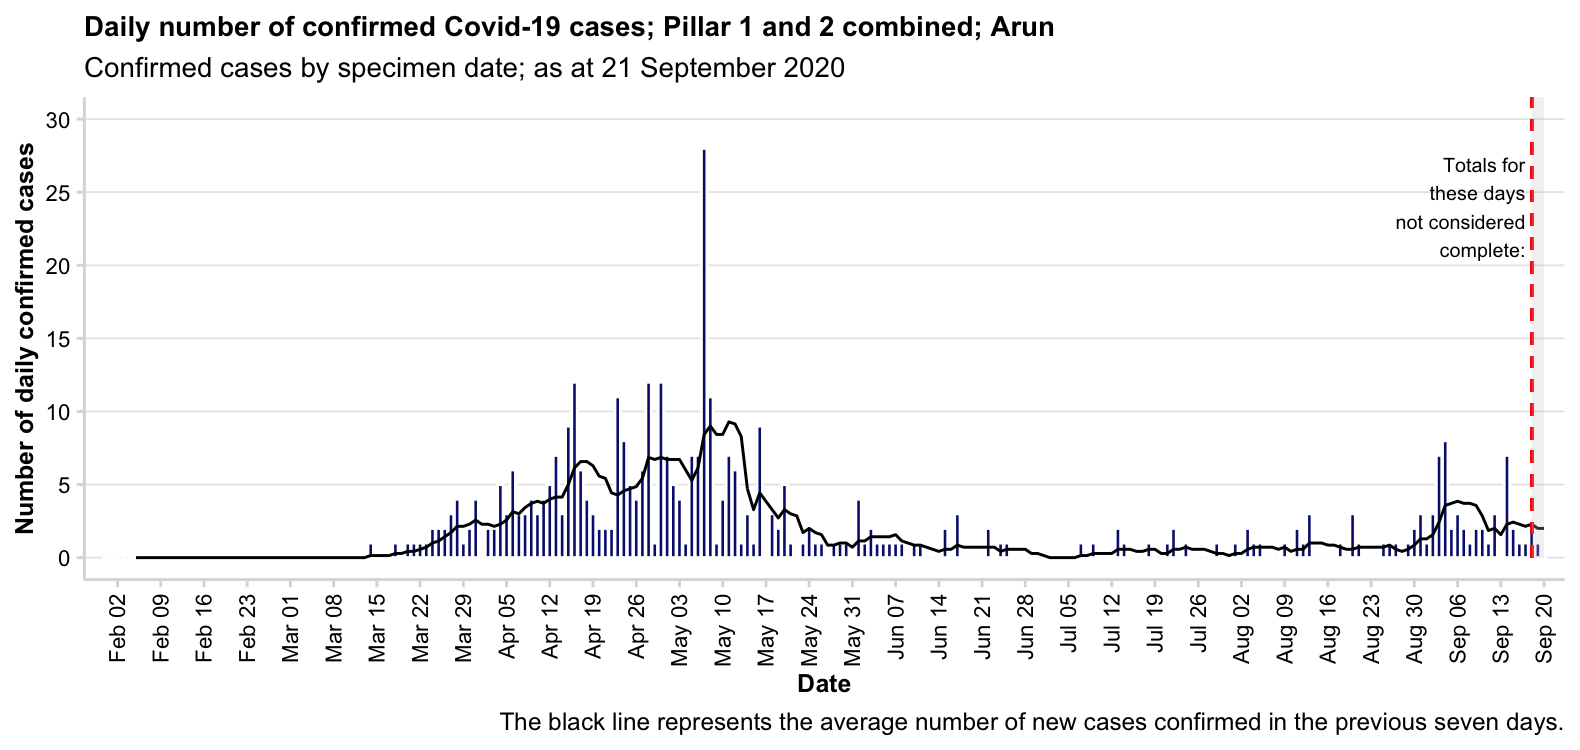 Daily number of confirmed Covid-19 cases; Pillar 1 and 2 combined; Arun
Confirmed cases by specimen date; as at 21 September 2020
Number of daily confirmed cases
30
25
20
15
10
5
0
Totals for
these days
not considered
complete:
Feb 02
Feb 09
Feb 16
Feb 23
Mar 01
Mar 08
Mar 15
Mar 22
Mar 29
Apr 05
Apr 12
Apr 19
Apr 26
May 03
May 10
May 17
May 24
May 31
Jun 07
Jun 14
Jun 21
Jun 28
Jul 05
Jul 12
Jul 19
Jul 26
Aug 02
Aug 09
Aug 16
Aug 23
Aug 30
Sep 06
Sep 13
Sep 20
Date
The black line represents the average number of new cases confirmed in the previous seven days.